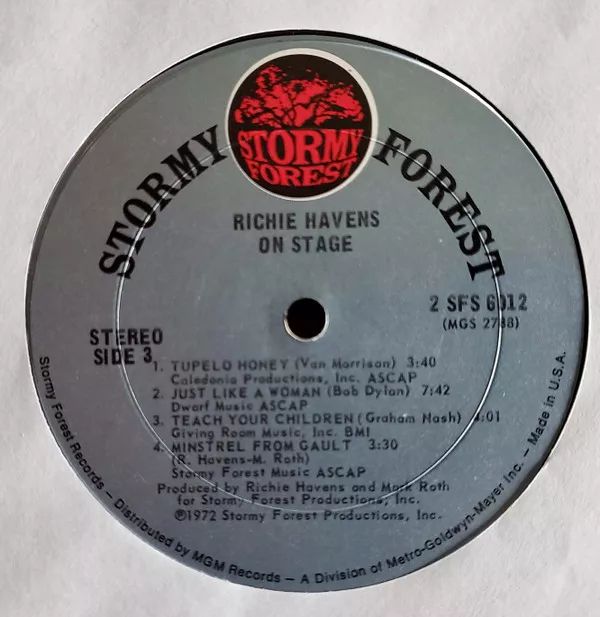 STORMY FOREST
STORMY
FOREST
RICHIE HAVENS
ON STAGE
2 SFS 6012
(MGS 2788)
STEREO
SIDE 3
1. TUPELO HONEY (Van Morrison) 3:40
Caledonia Productions, Inc. ASCAP
2. JUST LIKE A WOMAN (Bob Dylan) 7:42
Dwarf Music ASCAP
3. TEACH YOUR CHILDREN (Graham Nash) 4:01
Giving Room Music, Inc. BMI
4. MINSTREL FROM GAULT 3:30
(R. Havens-M. Roth)
Stormy Forest Music ASCAP
Produced by Richie Havens and Mark Roth
for Stormy Forest Productions, Inc.
℗1972 Stormy Forest Productions, Inc.
Stormy Forest Records – Distributed by MGM Records – A Division of Metro-Goldwyn-Mayer Inc. – Made in U.S.A.